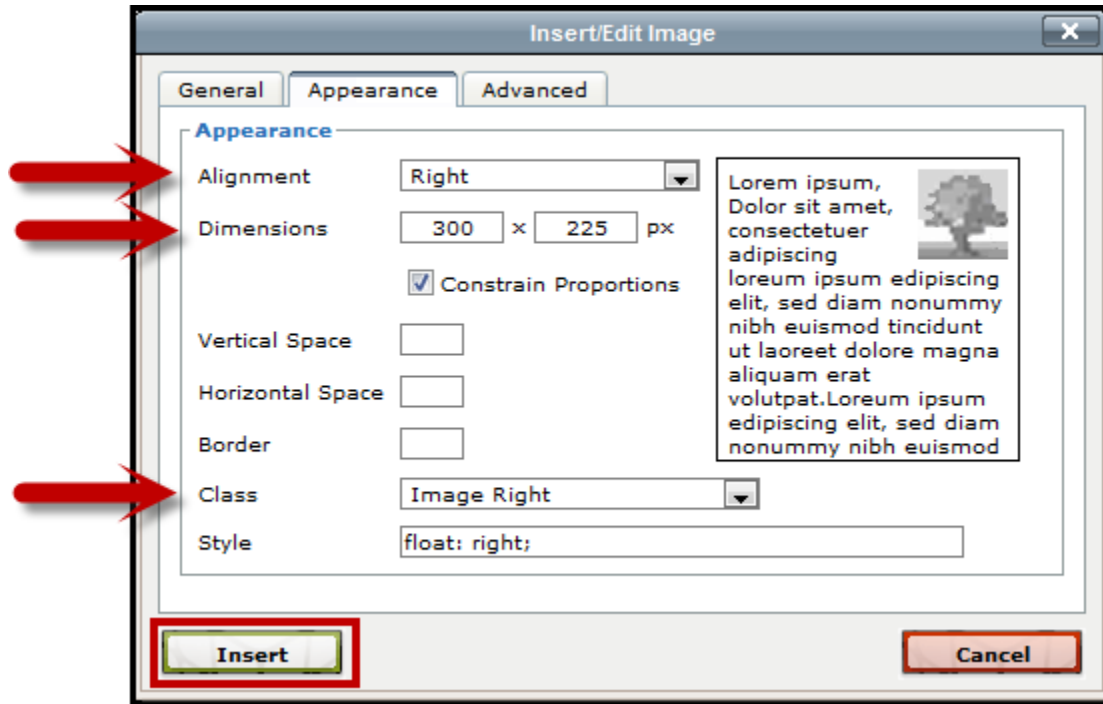 Insert/Edit Image
General Appearance Advanced
Appearance
Alignment Right
Dimensions 300 x 225 px
Constrain Proportions
Vertical Space
Horizontal Space
Border
Class Image Right
Style float: right;
Lorem ipsum,
Dolor sit amet,
consectetuer
adipiscing
loreum ipsum edipiscing
elit, sed diam nonummy
nibh euismod tincidunt
ut laoreet dolore magna
aliquam erat
volutpat.Loreum ipsum
edipiscing elit, sed diam
nonummy nibh euismod
Insert Cancel